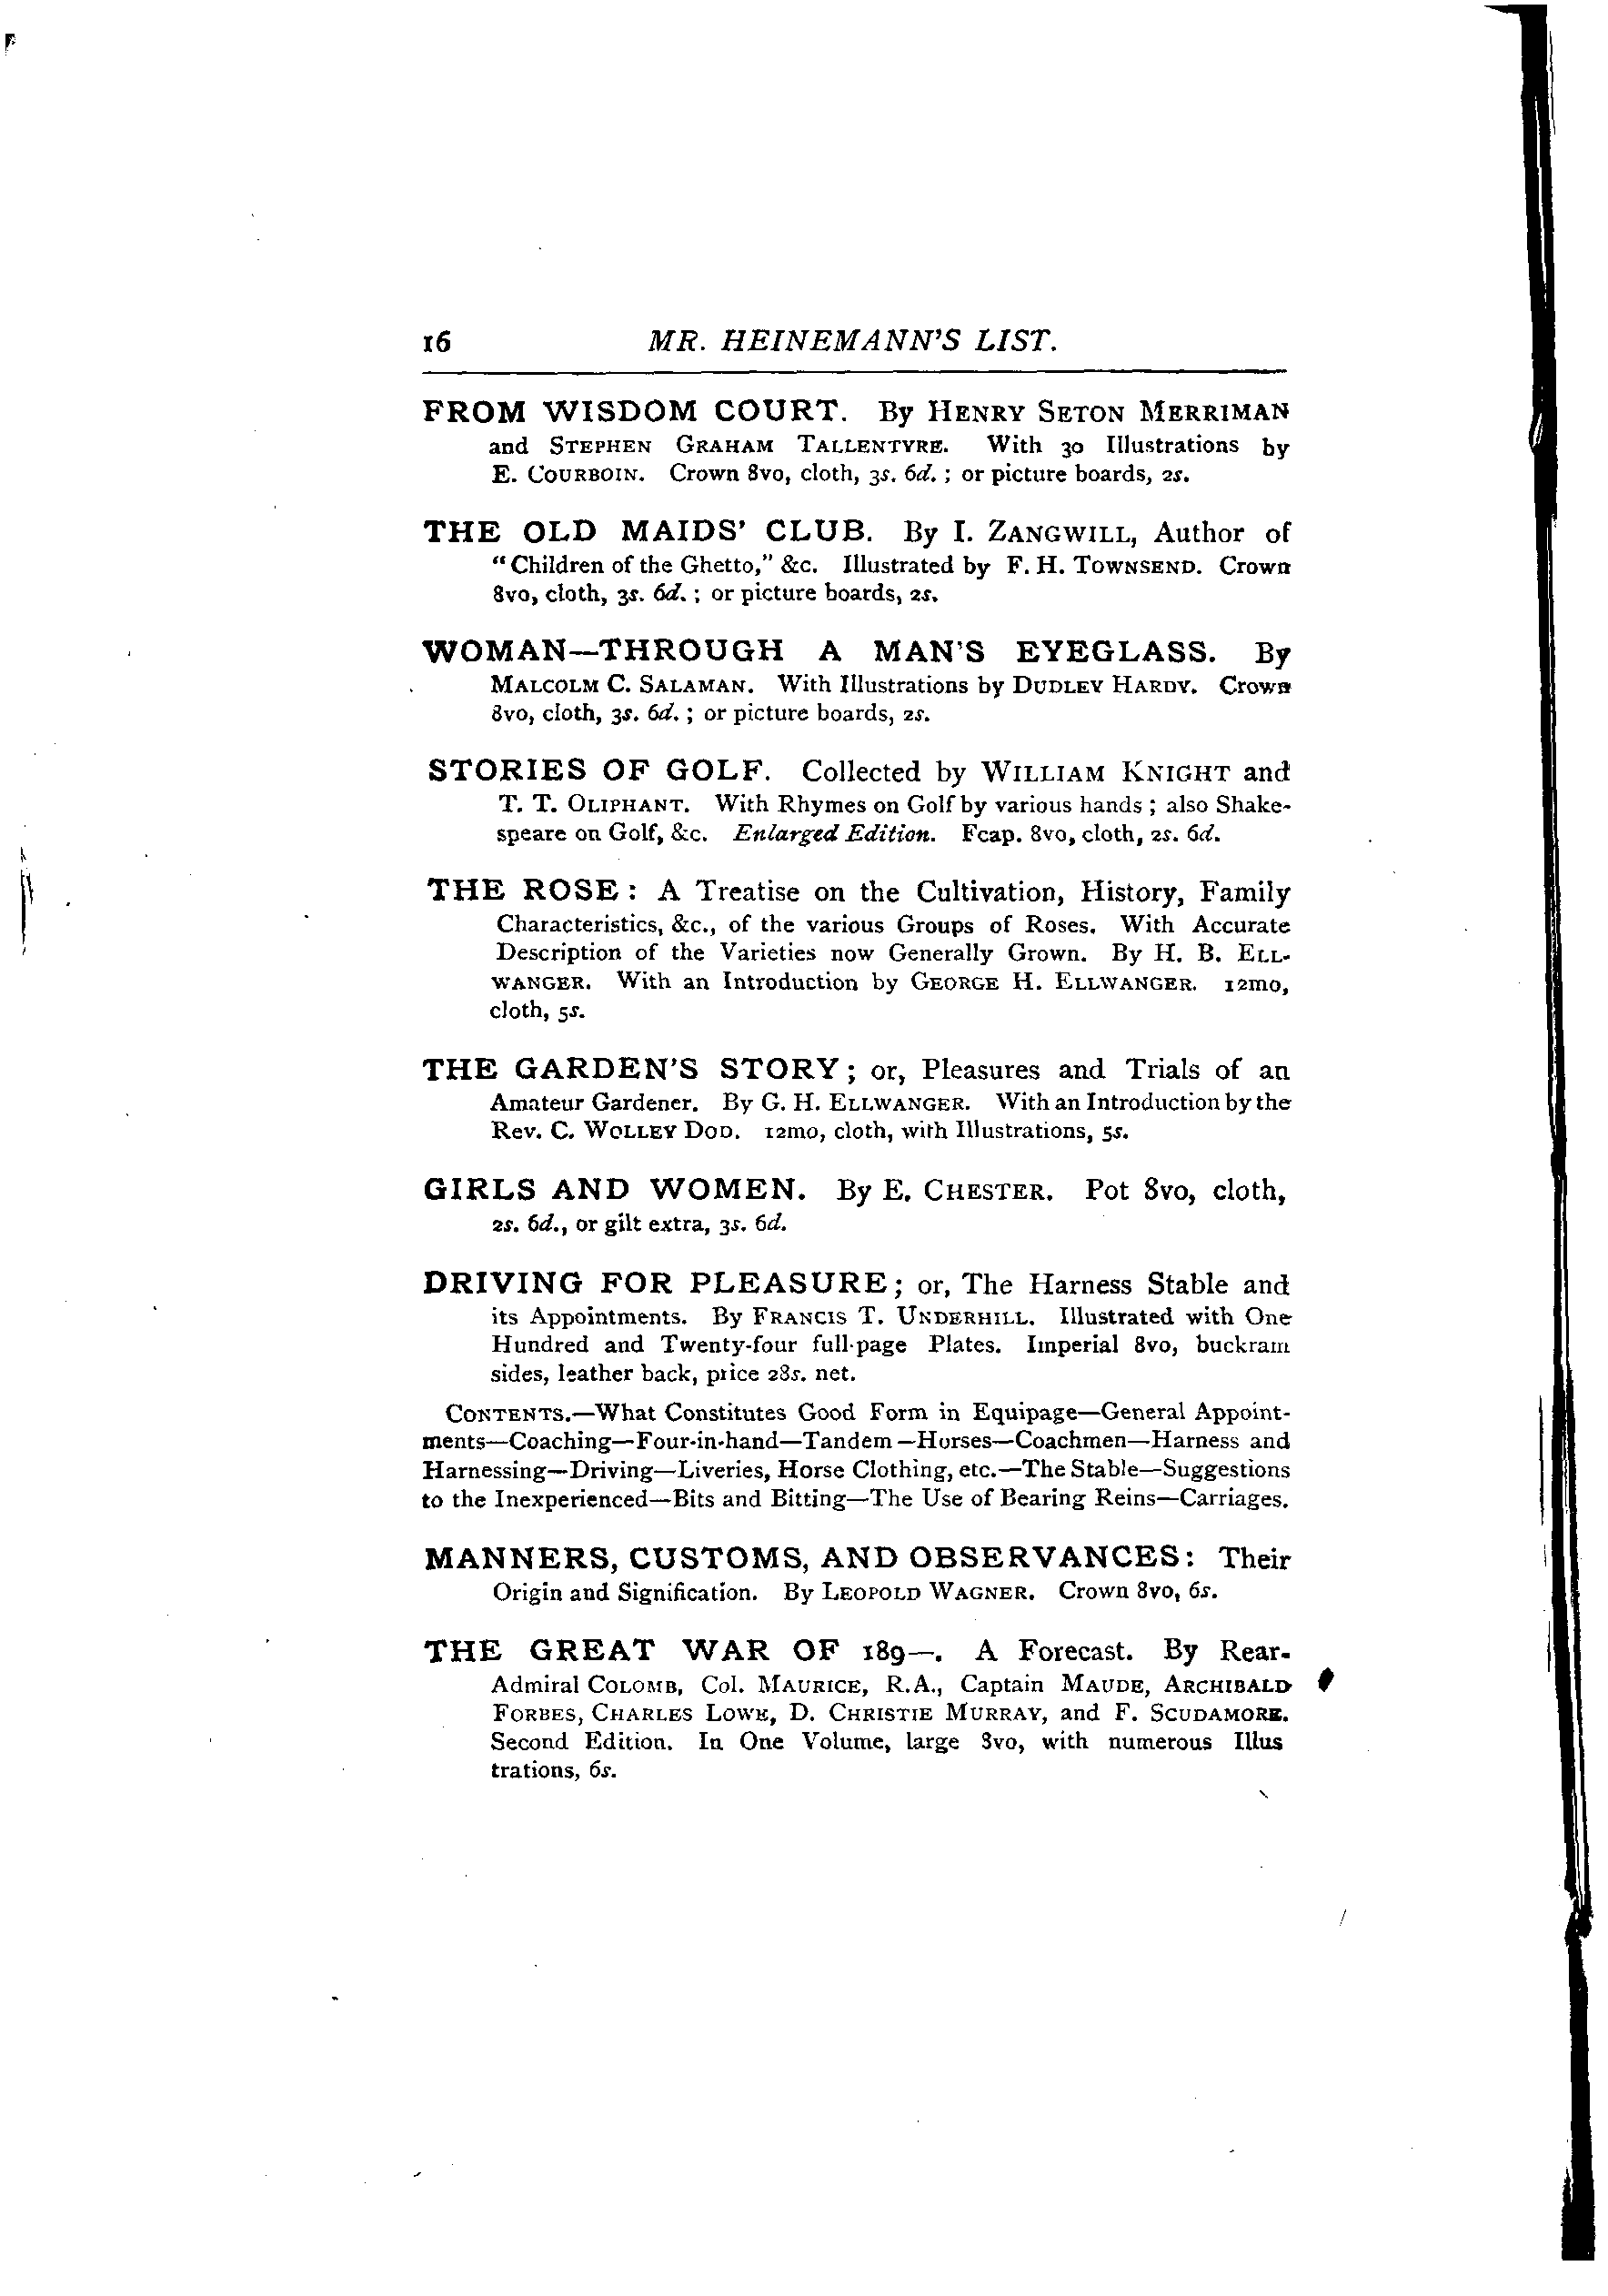 16 MR. HEINEMANN'S LIST.
FROM WISDOM COURT. By HENRY SETON MERRIMAN
and STEPHEN GRAHAM TALLENTYRE. With 30 Illustrations by
E. COURBOIN. Crown 8vo, cloth, 3s. 6d.; or picture boards, 2s.
THE OLD MAIDS' CLUB. By I. ZANGWILL, Author of
"Children of the Ghetto," &c. Illustrated by F. H. TOWNSEND. Crown
8vo, cloth, 3s. 6d.; or picture boards, 2s.
WOMAN—THROUGH A MAN'S EYEGLASS. By
MALCOLM C. SALAMAN. With Illustrations by DUDLEY HARDY. Crown
8vo, cloth, 3s. 6d.; or picture boards, 2s.
STORIES OF GOLF. Collected by WILLIAM KNIGHT and
T. T. OLIPHANT. With Rhymes on Golf by various hands; also Shake-
speare on Golf, &c. Enlarged Edition. Fcap. 8vo, cloth, 2s. 6d.
THE ROSE: A Treatise on the Cultivation, History, Family
Characteristics, &c., of the various Groups of Roses. With Accurate
Description of the Varieties now Generally Grown. By H. B. ELL-
WANGER. With an Introduction by GEORGE H. ELLWANGER. 12mo,
cloth, 5s.
THE GARDEN'S STORY; or, Pleasures and Trials of an
Amateur Gardener. By G. H. ELLWANGER. With an Introduction by the
Rev. C. WOLLEY DOD. 12mo, cloth, with Illustrations, 5s.
GIRLS AND WOMEN. By E. CHESTER. Pot 8vo, cloth,
2s. 6d., or gilt extra, 3s. 6d.
DRIVING FOR PLEASURE; or, The Harness Stable and
its Appointments. By FRANCIS T. UNDERHILL. Illustrated with One
Hundred and Twenty-four full-page Plates. Imperial 8vo, buckram
sides, leather back, price 28s. net.
CONTENTS.—What Constitutes Good Form in Equipage—General Appoint-
ments—Coaching—Four-in-hand—Tandem—Horses—Coachmen—Harness and
Harnessing—Driving—Liveries, Horse Clothing, etc.—The Stable—Suggestions
to the Inexperienced—Bits and Bitting—The Use of Bearing Reins—Carriages.
MANNERS, CUSTOMS, AND OBSERVANCES: Their
Origin and Signification. By LEOPOLD WAGNER. Crown 8vo, 6s.
THE GREAT WAR OF 189—. A Forecast. By Rear-
Admiral COLOMB, Col. MAURICE, R.A., Captain MAUDE, ARCHIBALD
FORBES, CHARLES LOWE, D. CHRISTIE MURRAY, and F. SCUDAMORE.
Second Edition. In One Volume, large 8vo, with numerous Illus
trations, 6s.